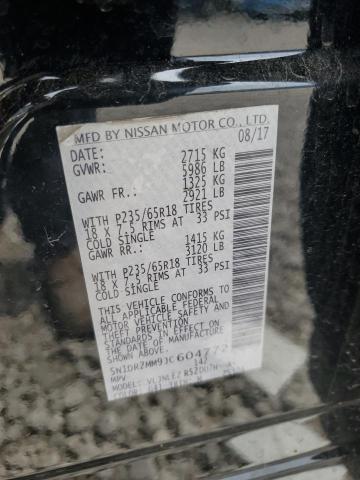 MFD BY NISSAN MOTOR CO., LTD.
DATE: 08/17
GVWR: 2715 KG
5986 LB
GAWR FR.: 1325 KG
2921 LB
WITH P235/65R18 TIRES
18 X 7.5 RIMS AT 33 PSI
COLD SINGLE
GAWR RR.: 1415 KG
3120 LB
WITH P235/65R18 TIRES
18 X 7.5 RIMS AT 33 PSI
COLD SINGLE
THIS VEHICLE CONFORMS TO
ALL APPLICABLE FEDERAL
MOTOR VEHICLE SAFETY AND
THEFT PREVENTION STANDARDS
IN EFFECT ON THE DATE OF
MANUFACTURE SHOWN ABOVE.
5N1DR2MM9JC604772
MPV
COLOR: